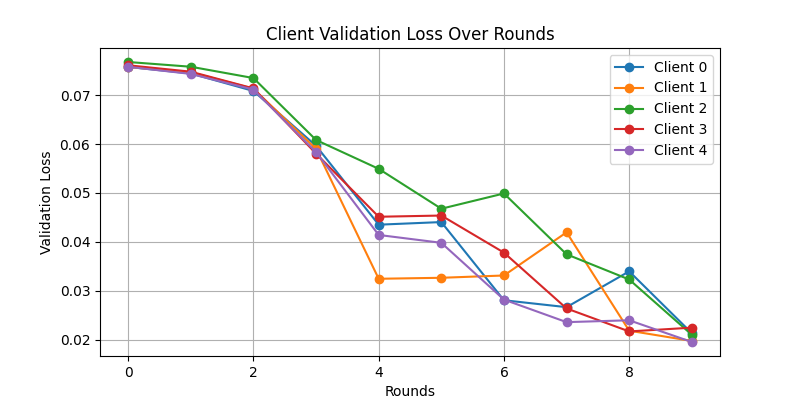 Client Validation Loss Over Rounds
Client 0
Client 1
Client 2
Client 3
Client 4
0.07
0.06
0.05
0.04
0.03
0.02
Validation Loss
0 2 4 6 8
Rounds